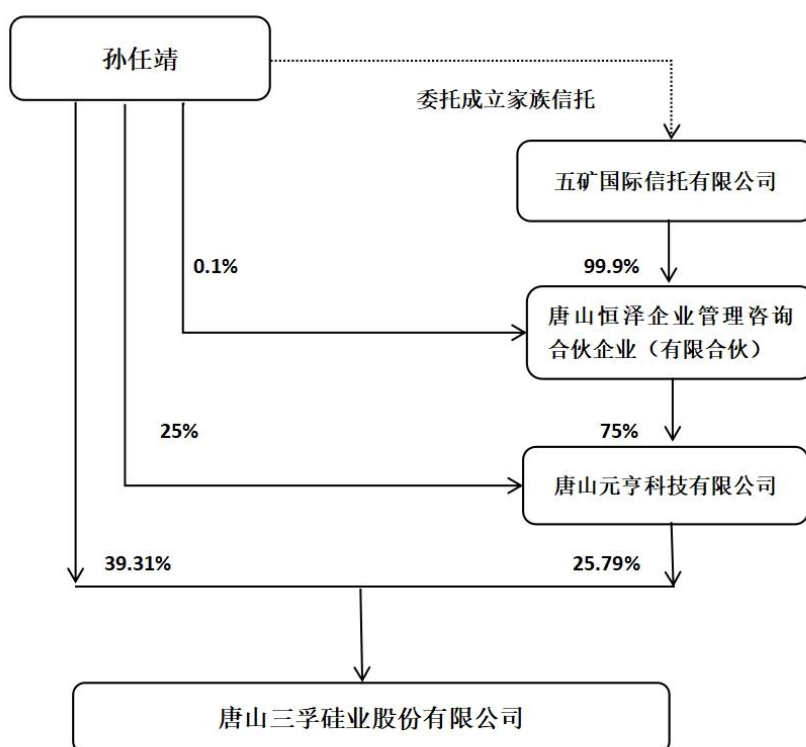 孙任靖
委托成立家族信托
五矿国际信托有限公司
0.1%
99.9%
唐山恒泽企业管理咨询
合伙企业（有限合伙）
25%
75%
唐山元亨科技有限公司
39.31%
25.79%
唐山三孚硅业股份有限公司